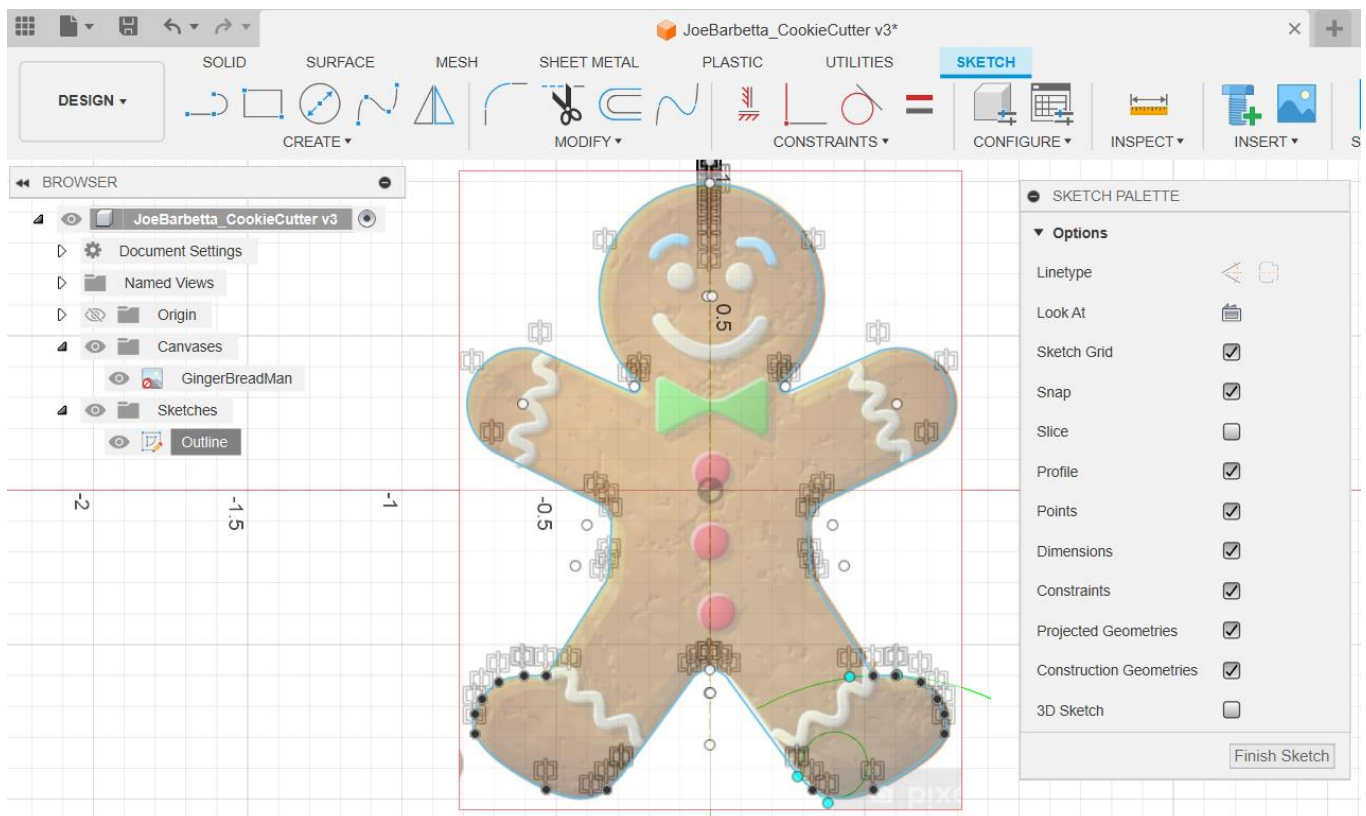 JoeBarbetta_CookieCutter v3*
SOLID SURFACE MESH SHEET METAL PLASTIC UTILITIES SKETCH
DESIGN
CREATE MODIFY CONSTRAINTS CONFIGURE INSPECT INSERT S
BROWSER
JoeBarbetta_CookieCutter v3
Document Settings
Named Views
Origin
Canvases
GingerBreadMan
Sketches
Outline
1
0.5
-2
-1.5
-1
-0.5
SKETCH PALETTE
Options
Linetype
Look At
Sketch Grid
Snap
Slice
Profile
Points
Dimensions
Constraints
Projected Geometries
Construction Geometries
3D Sketch
Finish Sketch